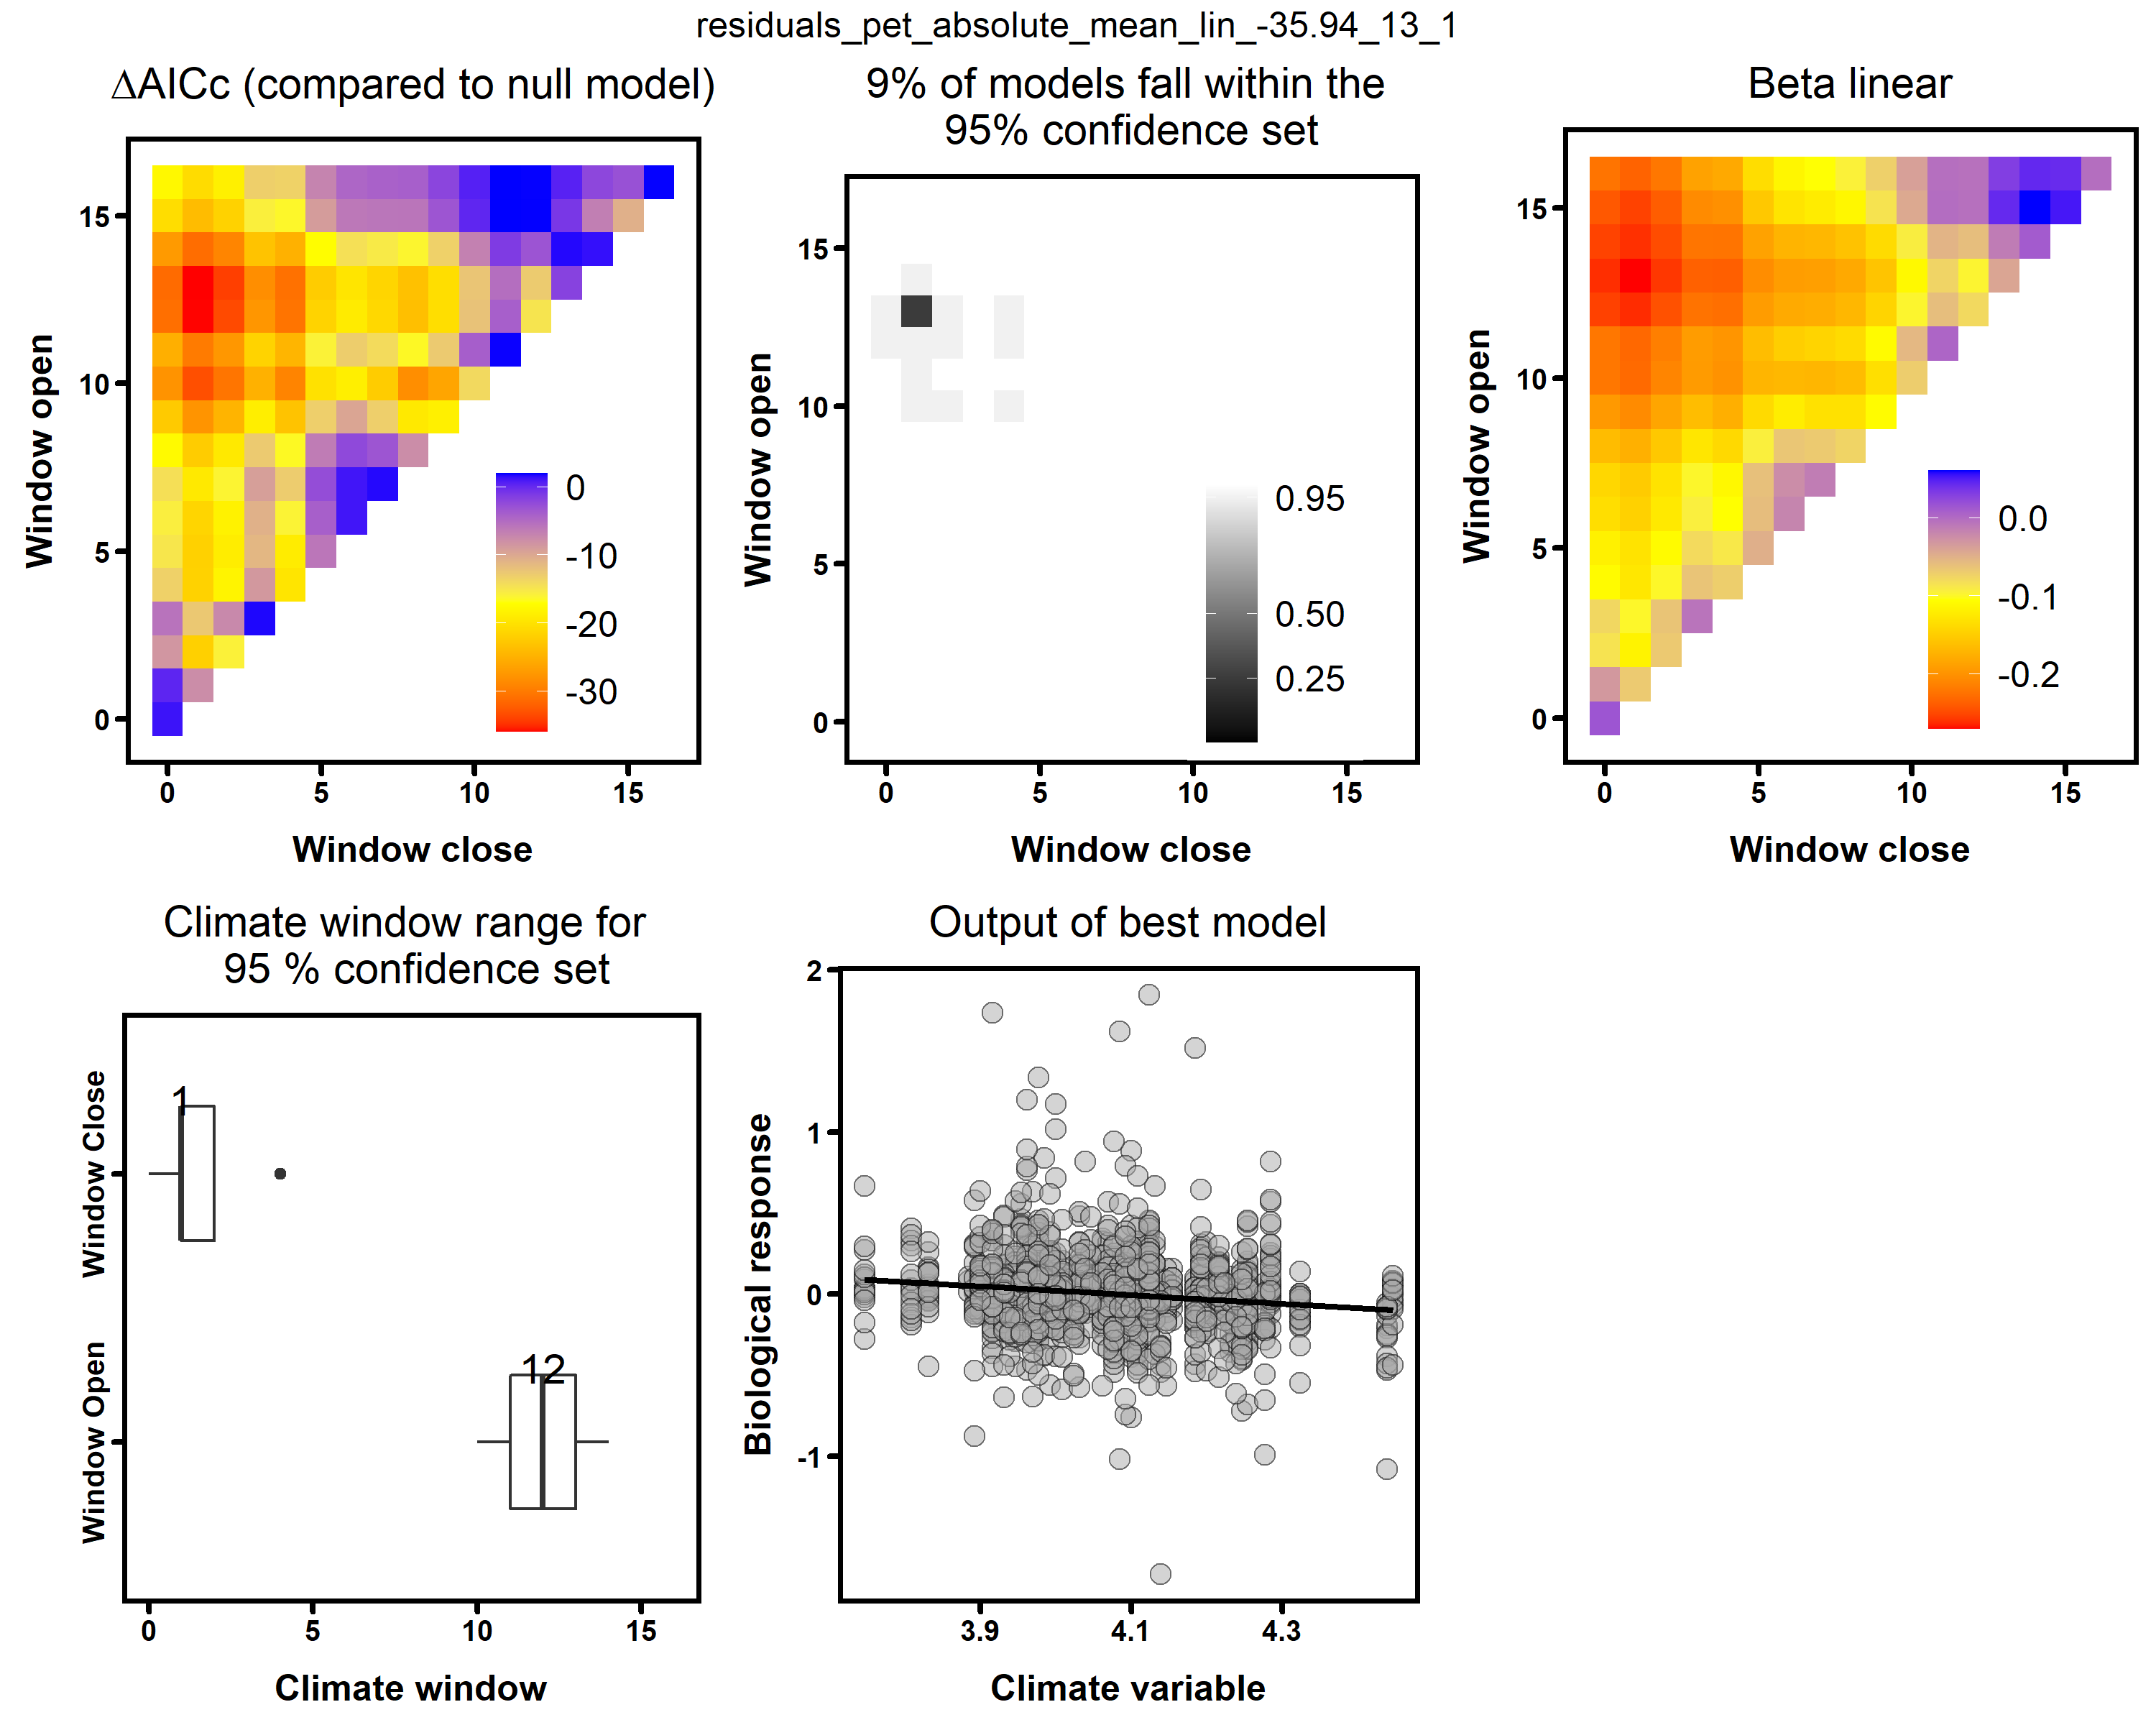 residuals_pet_absolute_mean_lin_-35.94_13_1
ΔAICc (compared to null model)
Window open
15
10
5
0
0
-10
-20
-30
0 5 10 15
Window close
9% of models fall within the
95% confidence set
Window open
15
10
5
0
0.95
0.50
0.25
0 5 10 15
Window close
Beta linear
Window open
15
10
5
0
0.0
-0.1
-0.2
0 5 10 15
Window close
Climate window range for
95 % confidence set
Window Close
1
Window Open
12
0 5 10 15
Climate window
Output of best model
Biological response
2
1
0
-1
3.9 4.1 4.3
Climate variable